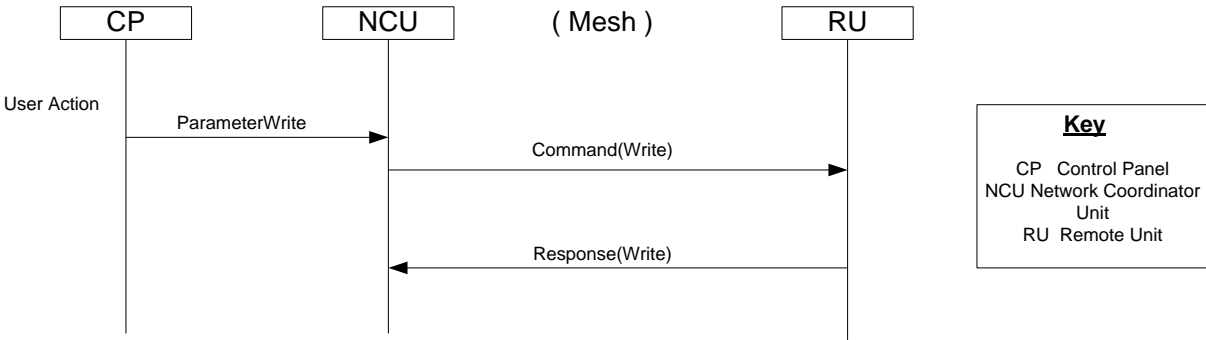 CP
NCU
( Mesh )
RU
User Action
ParameterWrite
Command(Write)
Response(Write)
Key
CP Control Panel
NCU Network Coordinator
Unit
RU Remote Unit